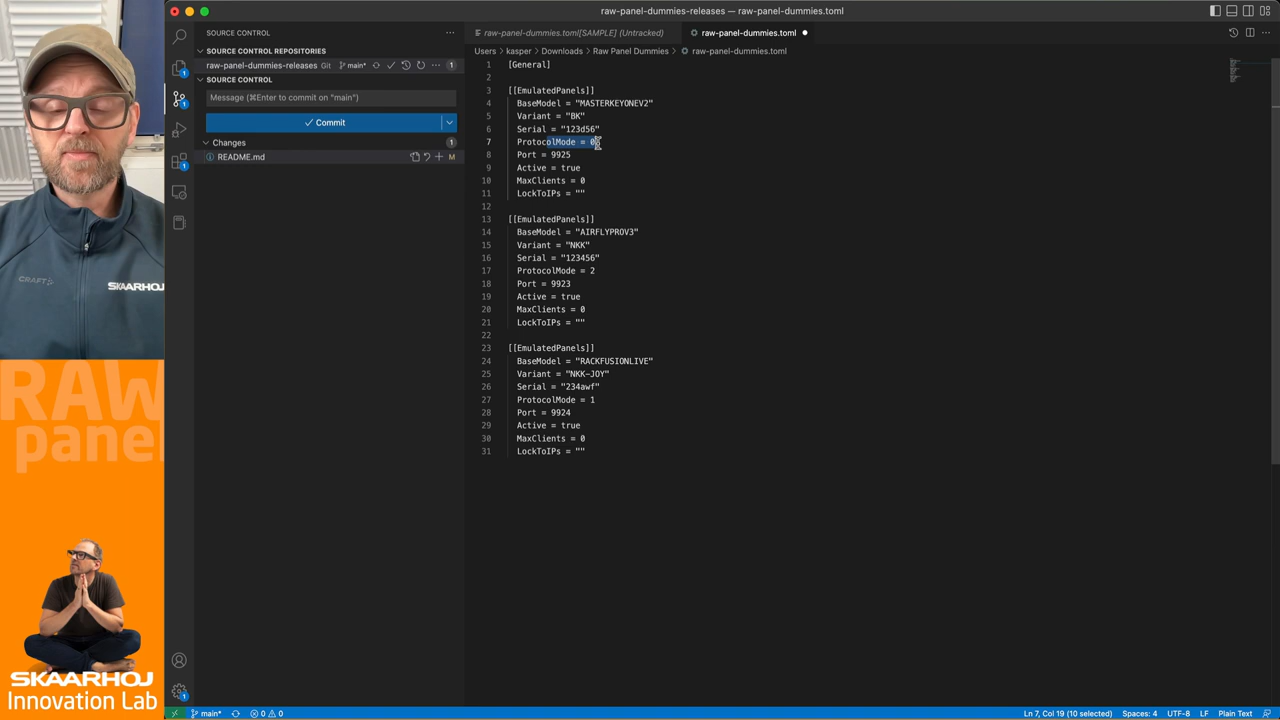 raw-panel-dummies-releases — raw-panel-dummies.toml
SOURCE CONTROL
raw-panel-dummies.toml[SAMPLE] (Untracked)
raw-panel-dummies.toml
SOURCE CONTROL REPOSITORIES
Users > kasper > Downloads > Raw Panel Dummies > raw-panel-dummies.toml
raw-panel-dummies-releases Git main* 1
SOURCE CONTROL
Message (⌘Enter to commit on "main")
Commit
Changes 1
README.md M
1 [General]
2
3 [[EmulatedPanels]]
4 BaseModel = "MASTERKEYONEV2"
5 Variant = "BK"
6 Serial = "123d56"
7 ProtocolMode = 0
8 Port = 9925
9 Active = true
10 MaxClients = 0
11 LockToIPs = ""
12
13 [[EmulatedPanels]]
14 BaseModel = "AIRFLYPROV3"
15 Variant = "NKK"
16 Serial = "123456"
17 ProtocolMode = 2
18 Port = 9923
19 Active = true
20 MaxClients = 0
21 LockToIPs = ""
22
23 [[EmulatedPanels]]
24 BaseModel = "RACKFUSIONLIVE"
25 Variant = "NKK-JOY"
26 Serial = "234awf"
27 ProtocolMode = 1
28 Port = 9924
29 Active = true
30 MaxClients = 0
31 LockToIPs = ""
CRAFT
SKAARHOJ
RAW
panel
SKAARHOJ
Innovation Lab
main* 0 0
Ln 7, Col 19 (10 selected) Spaces: 4 UTF-8 LF Plain Text